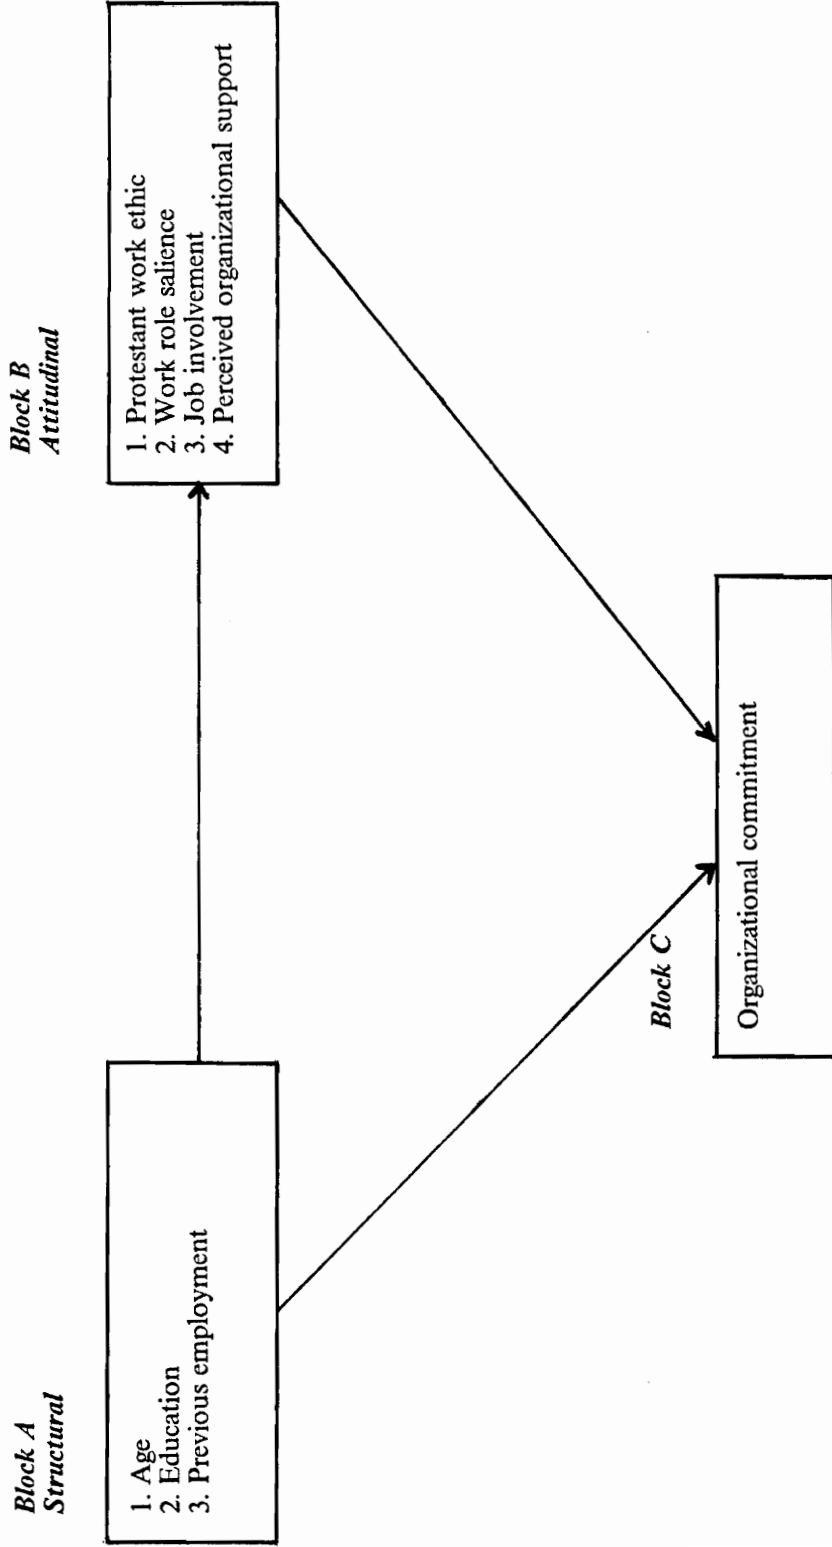 Block A
Structural
1. Age
2. Education
3. Previous employment
Block B
Attitudinal
1. Protestant work ethic
2. Work role salience
3. Job involvement
4. Perceived organizational support
Block C
Organizational commitment